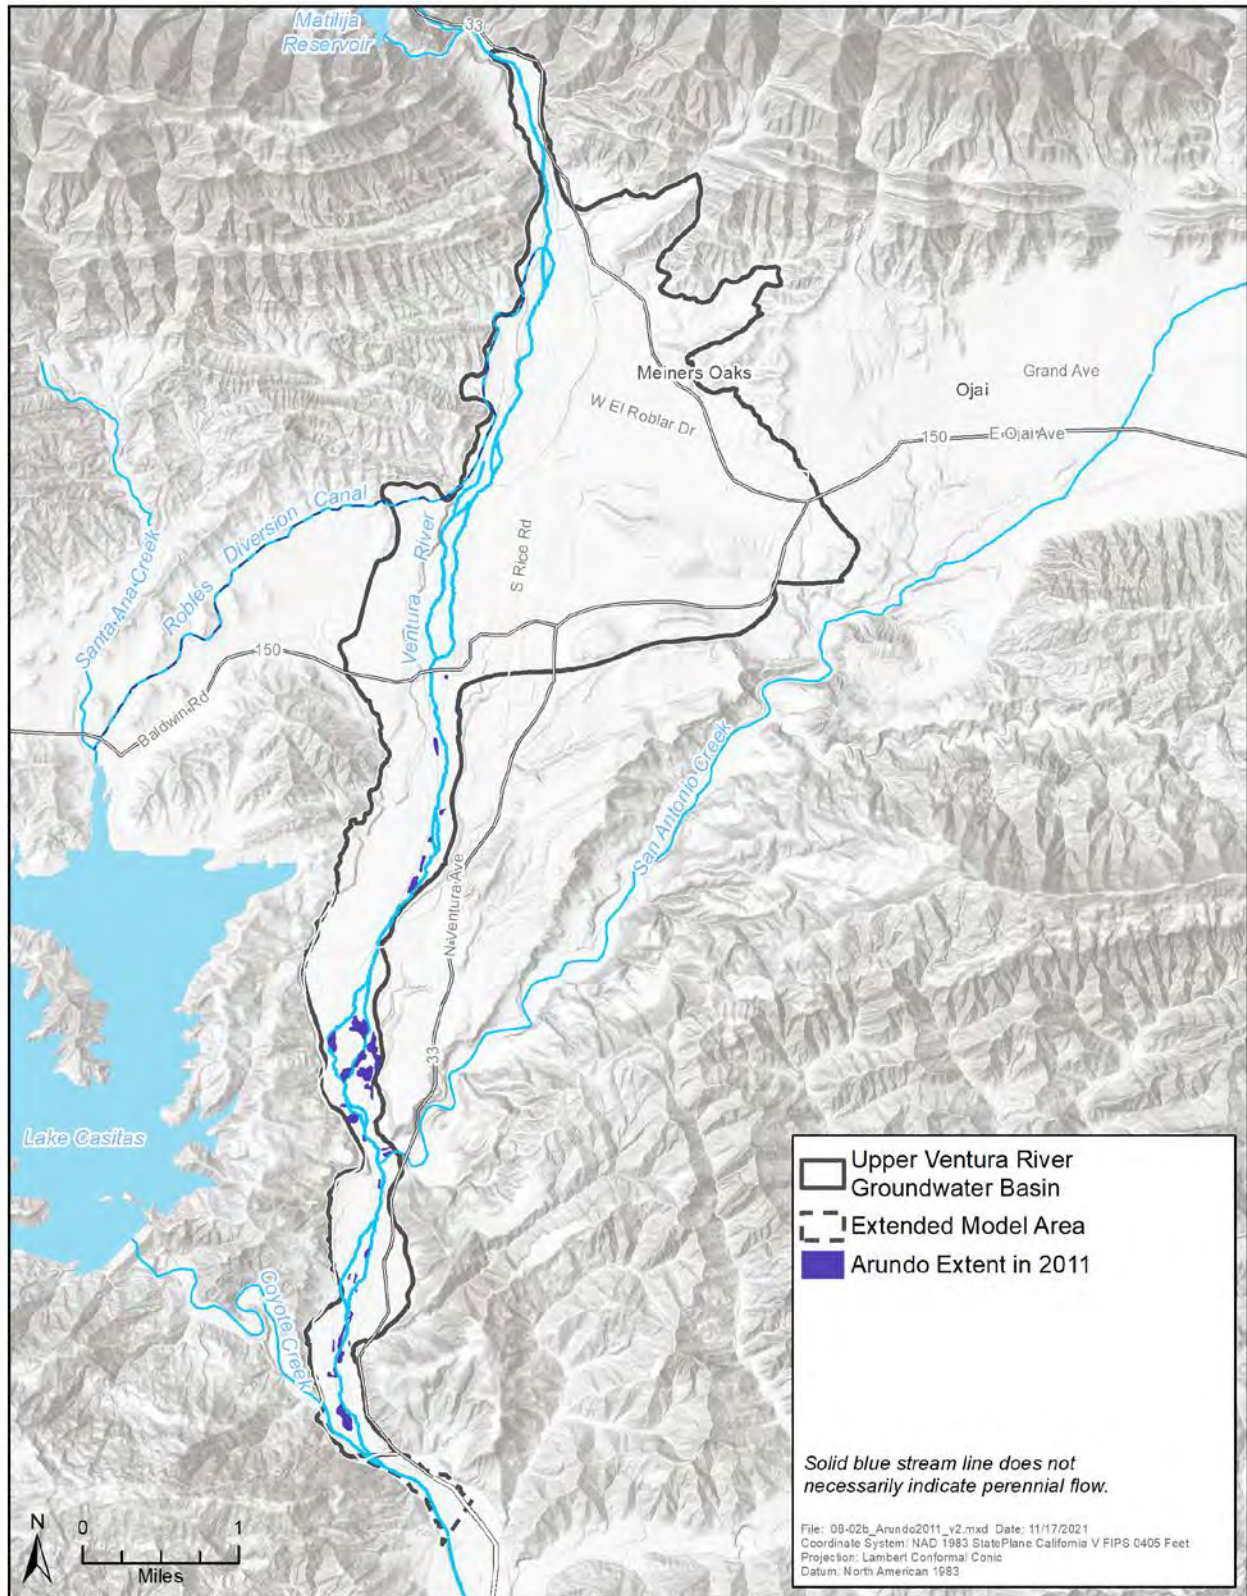 Matilija
Reservoir
33
Meiners Oaks
Ojai
Grand Ave
W El Roblar Dr
150
E Ojai Ave
Robles Diversion Canal
Ventura River
S Rice Rd
Santa Ana Creek
150
Baldwin Rd
San Antonio Creek
N Ventura Ave
33
Lake Casitas
Coyote Creek
Upper Ventura River
Groundwater Basin
Extended Model Area
Arundo Extent in 2011
Solid blue stream line does not
necessarily indicate perennial flow.
File: 08-02b_Arundo2011_v2.mxd Date: 11/17/2021
Coordinate System: NAD 1983 StatePlane California V FIPS 0405 Feet
Projection: Lambert Conformal Conic
Datum: North American 1983
N
0 1
Miles